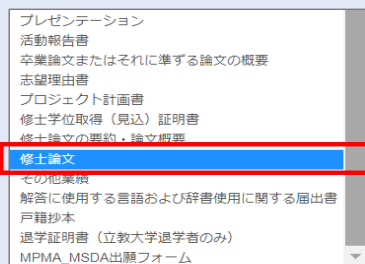 プレゼンテーション
活動報告書
卒業論文またはそれに準ずる論文の概要
志望理由書
プロジェクト計画書
修士学位取得（見込）証明書
修士論文の要約・論文概要
修士論文
その他業績
解答に使用する言語および辞書使用に関する届出書
戸籍抄本
退学証明書（立教大学退学者のみ）
MPMA_MSDA出願フォーム